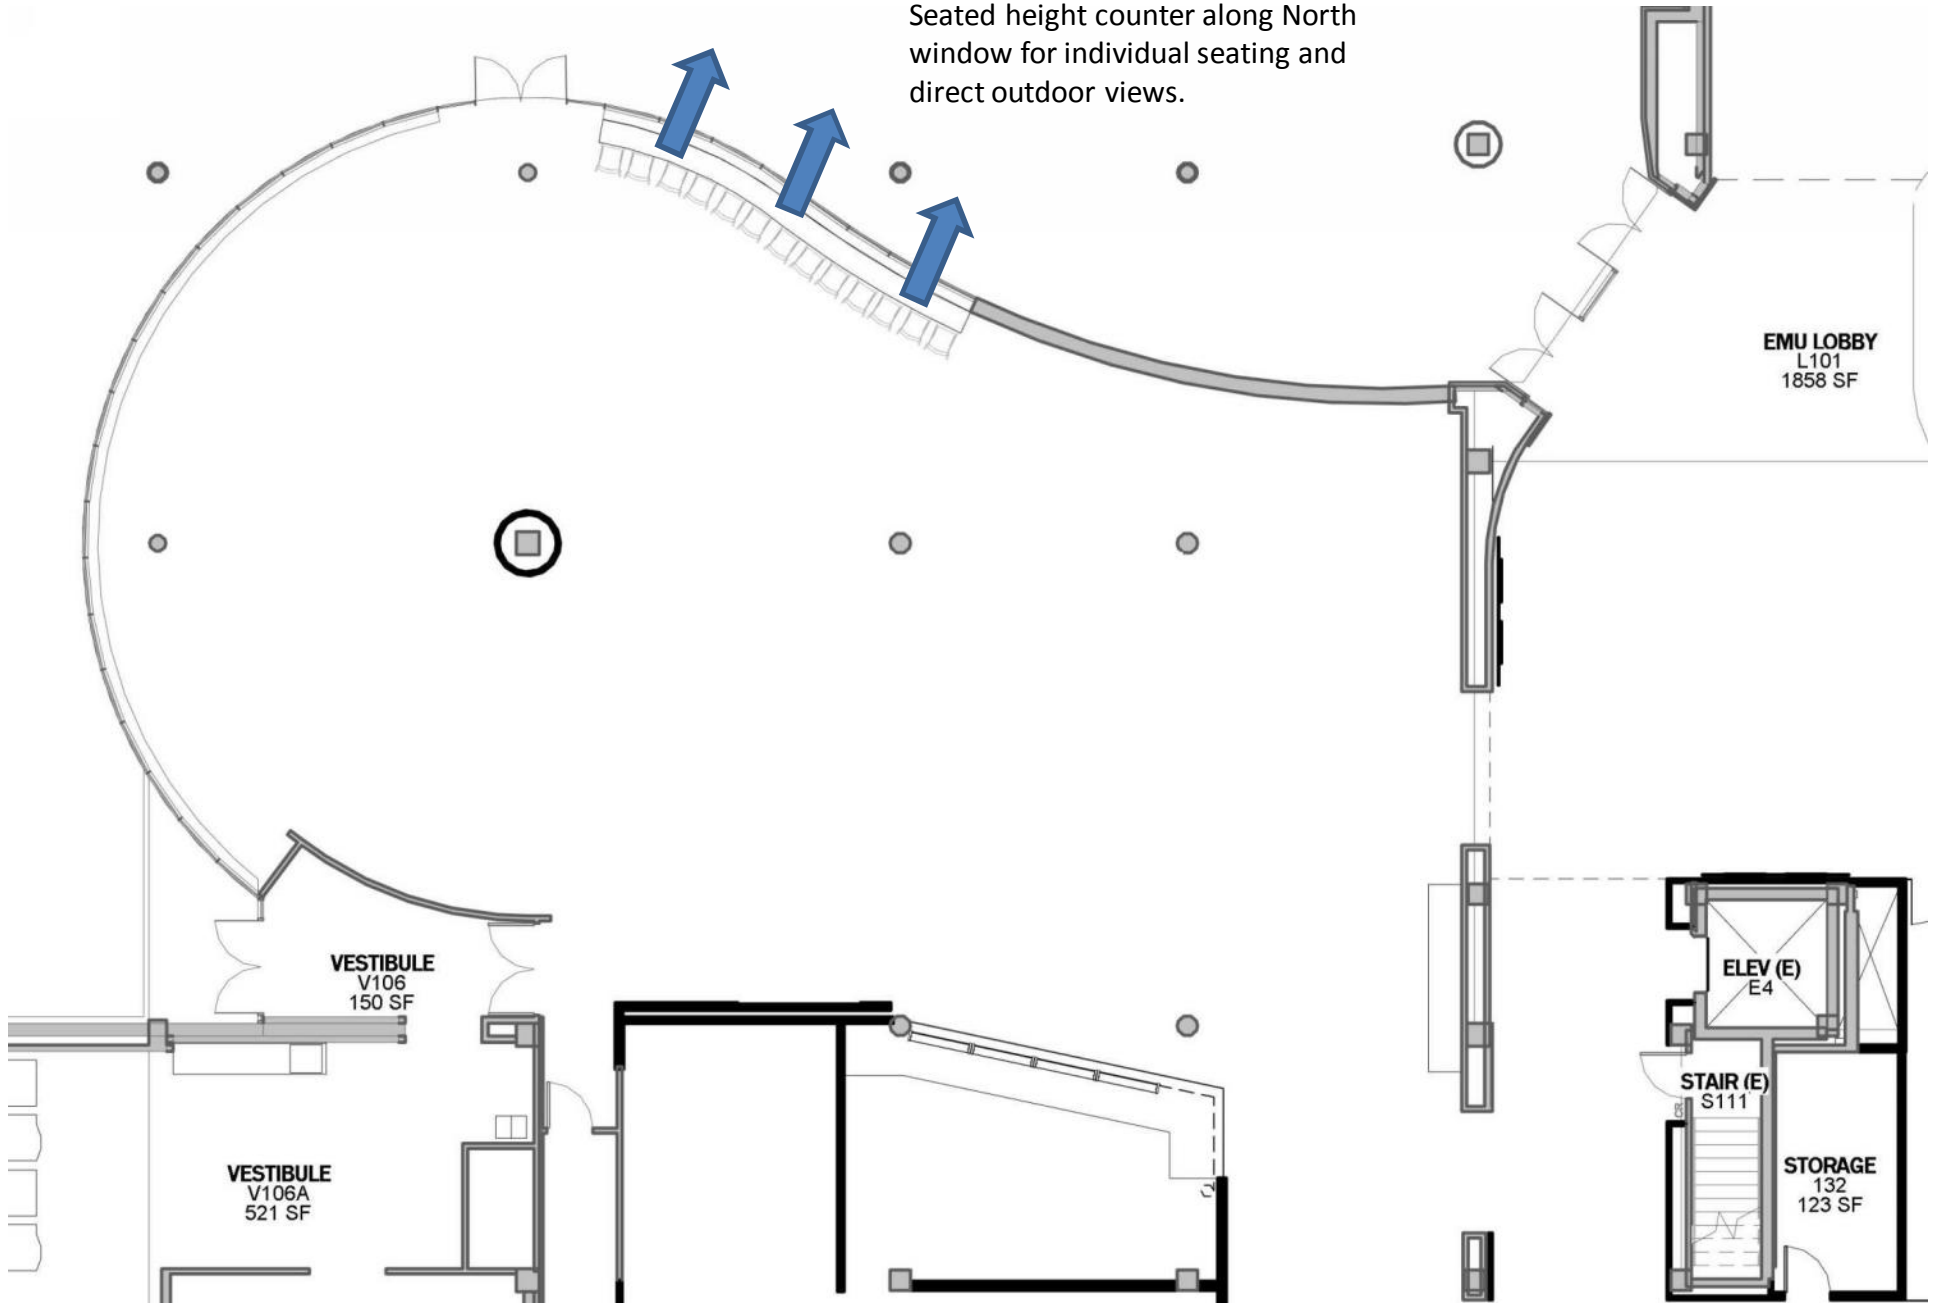 Seated height counter along North
window for individual seating and
direct outdoor views.
EMU LOBBY
L101
1858 SF
VESTIBULE
V106
150 SF
ELEV (E)
E4
STAIR (E)
S111
CR
VESTIBULE
V106A
521 SF
STORAGE
132
123 SF